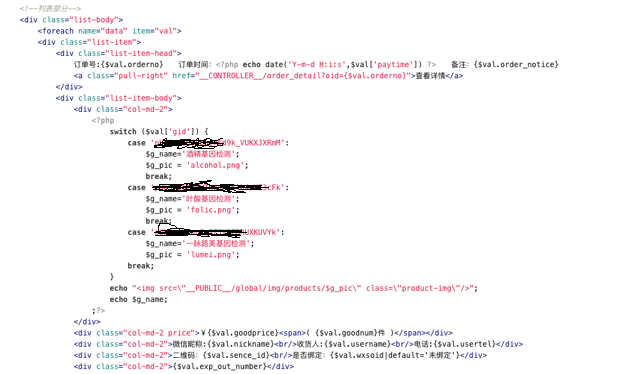 <!--列表部分-->
<div class="list-body">
<foreach name="data" item="val">
<div class="list-item">
<div class="list-item-head">
订单号:{$val.orderno} 订单时间：<?php echo date('Y-m-d H:i:s',$val['paytime']) ?> 备注：{$val.order_notice}
<a class="pull-right" href="__CONTROLLER__/order_detail?oid={$val.orderno}">查看详情</a>
</div>
<div class="list-item-body">
<div class="col-md-2">
<?php
switch ($val['gid']) {
case 'd9k_VUKXJXRmM':
$g_name='酒精基因检测';
$g_pic = 'alcohol.png';
break;
case 'cFk':
$g_name='叶酸基因检测';
$g_pic = 'folic.png';
break;
case 'UXKUVYk':
$g_name='一脉路美基因检测';
$g_pic = 'lumei.png';
break;
}
echo "<img src=\"__PUBLIC__/global/img/products/$g_pic\" class=\"product-img\"/>";
echo $g_name;
;?>
</div>
<div class="col-md-2 price">￥{$val.goodprice}<span>( {$val.goodnum}件 )</span></div>
<div class="col-md-2">微信昵称:{$val.nickname}<br/>收货人:{$val.username}<br/>电话:{$val.usertel}</div>
<div class="col-md-2">二维码：{$val.sence_id}<br/>是否绑定：{$val.wxsoid|default='未绑定'}</div>
<div class="col-md-2">{$val.exp_out_number}</div>